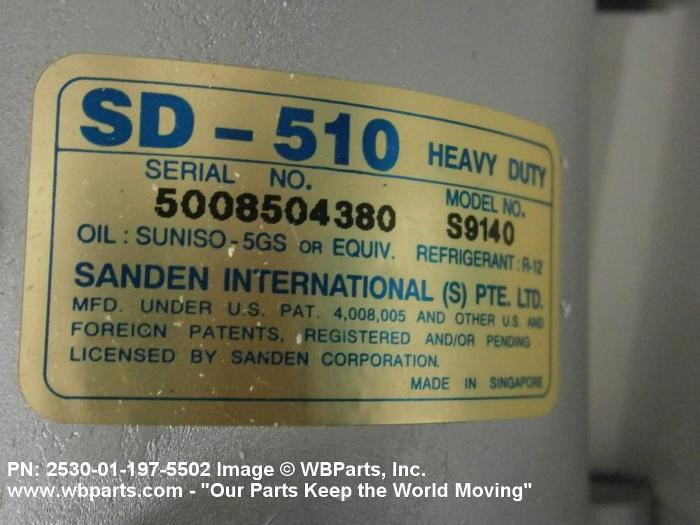 SD-510 HEAVY DUTY
SERIAL NO. MODEL NO.
5008504380 S9140
OIL : SUNISO-5GS OR EQUIV. REFRIGERANT : R-12
SANDEN INTERNATIONAL (S) PTE. LTD.
MFD. UNDER U.S. PAT. 4,008,005 AND OTHER U.S. AND
FOREIGN PATENTS, REGISTERED AND/OR PENDING
LICENSED BY SANDEN CORPORATION.
MADE IN SINGAPORE
PN: 2530-01-197-5502 Image © WBParts, Inc.
www.wbparts.com - "Our Parts Keep the World Moving"